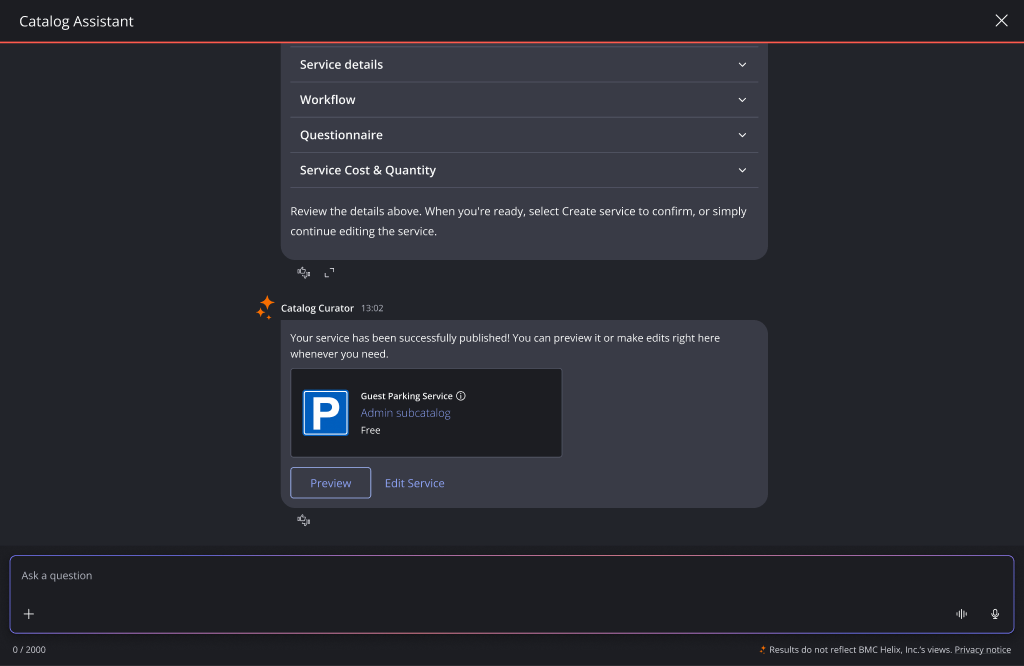 Catalog Assistant
Service details
Workflow
Questionnaire
Service Cost & Quantity
Review the details above. When you're ready, select Create service to confirm, or simply
continue editing the service.
Catalog Curator 13:02
Your service has been successfully published! You can preview it or make edits right here
whenever you need.
P
Guest Parking Service
Admin subcatalog
Free
Preview Edit Service
Ask a question
0 / 2000
Results do not reflect BMC Helix, Inc.'s views. Privacy notice